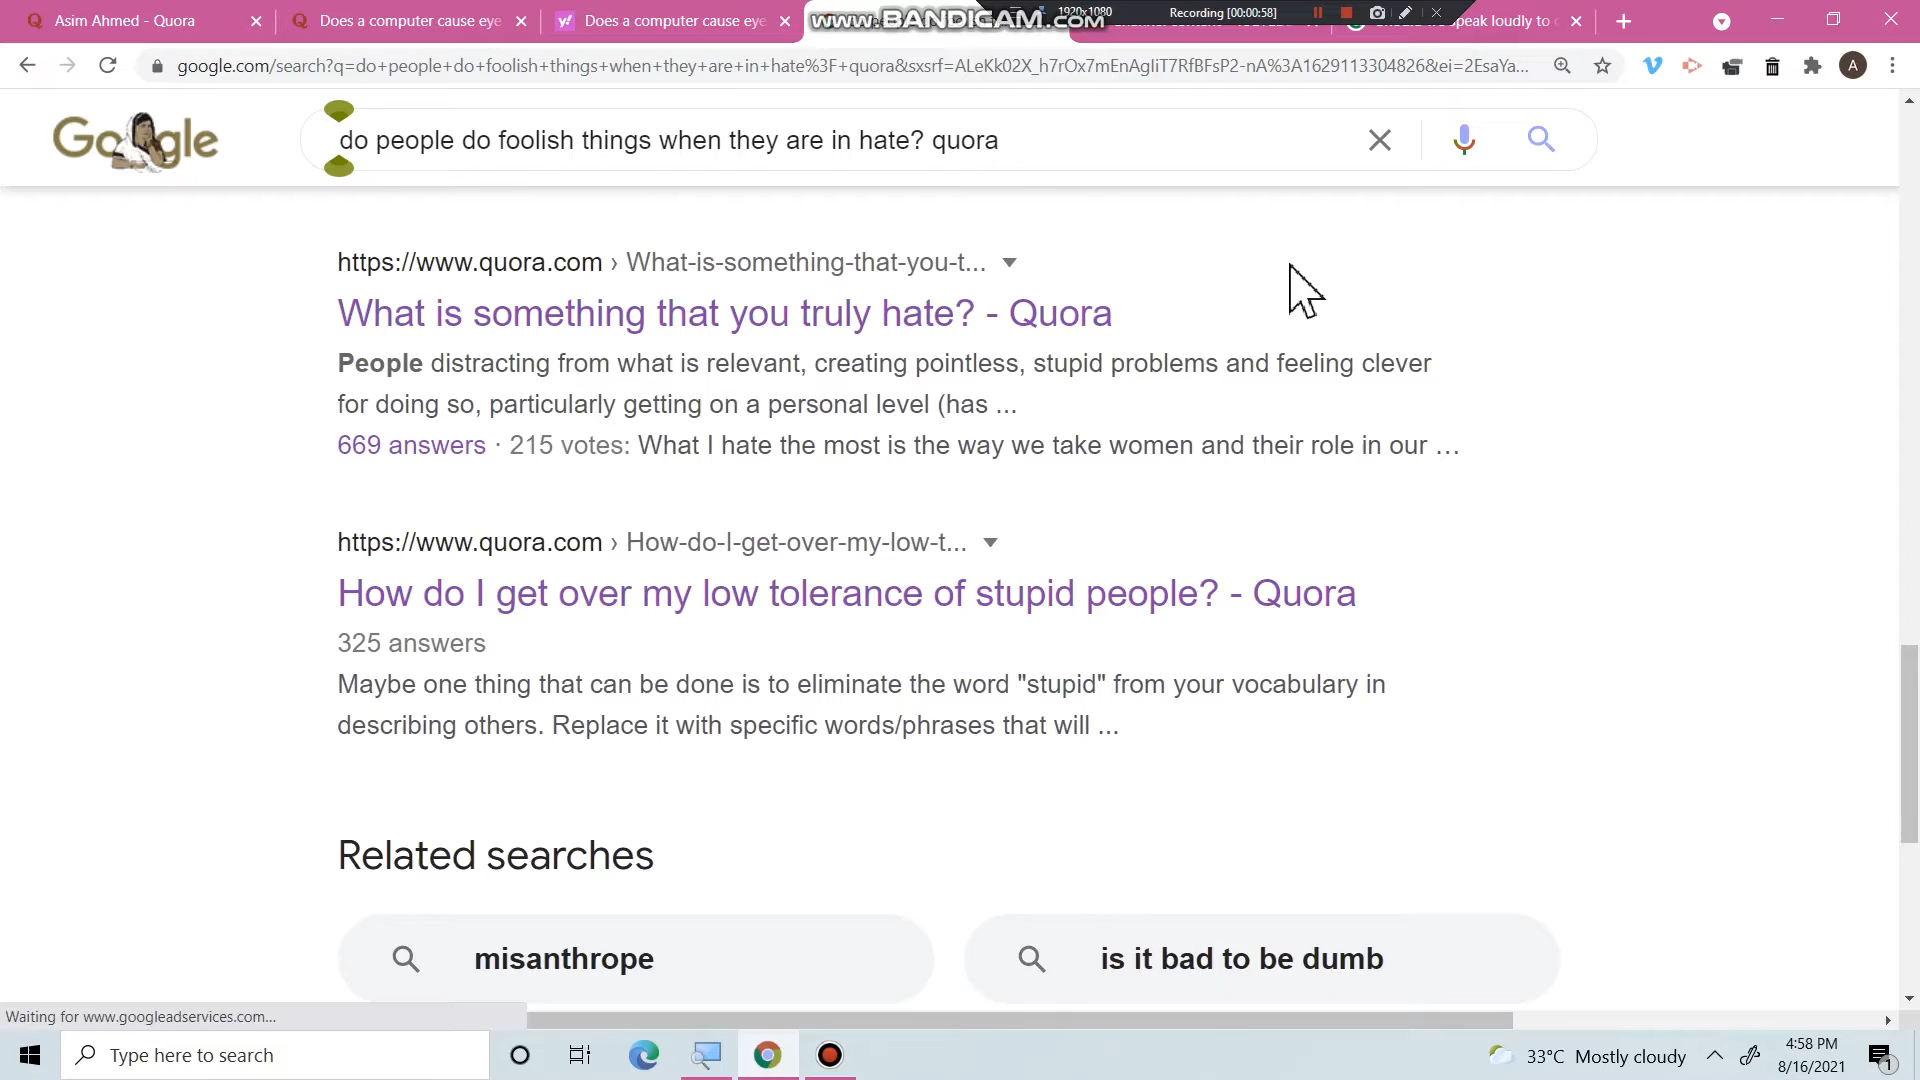 Asim Ahmed - Quora
Does a computer cause eye
Does a computer cause eye
www.BANDICAM.com
1920x1080
Recording [00:00:58]
peak loudly to
google.com/search?q=do+people+do+foolish+things+when+they+are+in+hate%3F+quora&sxsrf=ALeKk02X_h7rOx7mEnAgIiT7RfBFsP2-nA%3A1629113304826&ei=2EsaYa...
A
Google
do people do foolish things when they are in hate? quora
https://www.quora.com › What-is-something-that-you-t...
What is something that you truly hate? - Quora
People distracting from what is relevant, creating pointless, stupid problems and feeling clever
for doing so, particularly getting on a personal level (has ...
669 answers · 215 votes: What I hate the most is the way we take women and their role in our …
https://www.quora.com › How-do-I-get-over-my-low-t...
How do I get over my low tolerance of stupid people? - Quora
325 answers
Maybe one thing that can be done is to eliminate the word "stupid" from your vocabulary in
describing others. Replace it with specific words/phrases that will ...
Related searches
misanthrope
is it bad to be dumb
Waiting for www.googleadservices.com...
Type here to search
33°C Mostly cloudy
4:58 PM
8/16/2021
1